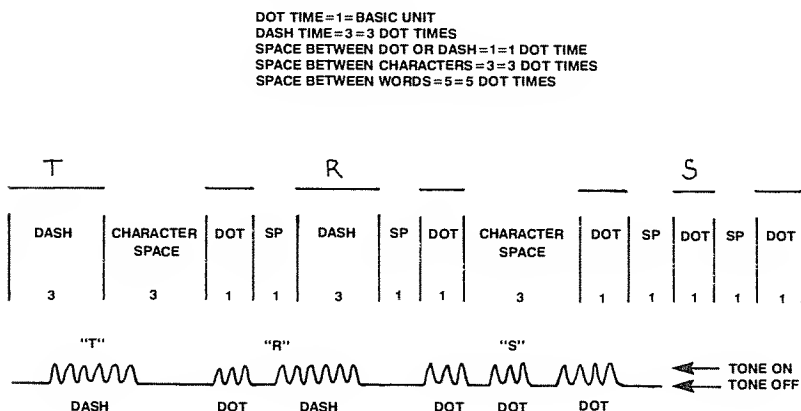 DOT TIME=1=BASIC UNIT
DASH TIME=3=3 DOT TIMES
SPACE BETWEEN DOT OR DASH=1=1 DOT TIME
SPACE BETWEEN CHARACTERS=3=3 DOT TIMES
SPACE BETWEEN WORDS=5=5 DOT TIMES
T R S
DASH CHARACTER SPACE DOT SP DASH SP DOT CHARACTER SPACE DOT SP DOT SP DOT
3 3 1 1 3 1 1 3 1 1 1 1 1
"T" "R" "S"
TONE ON
TONE OFF
DASH DOT DASH DOT DOT DOT